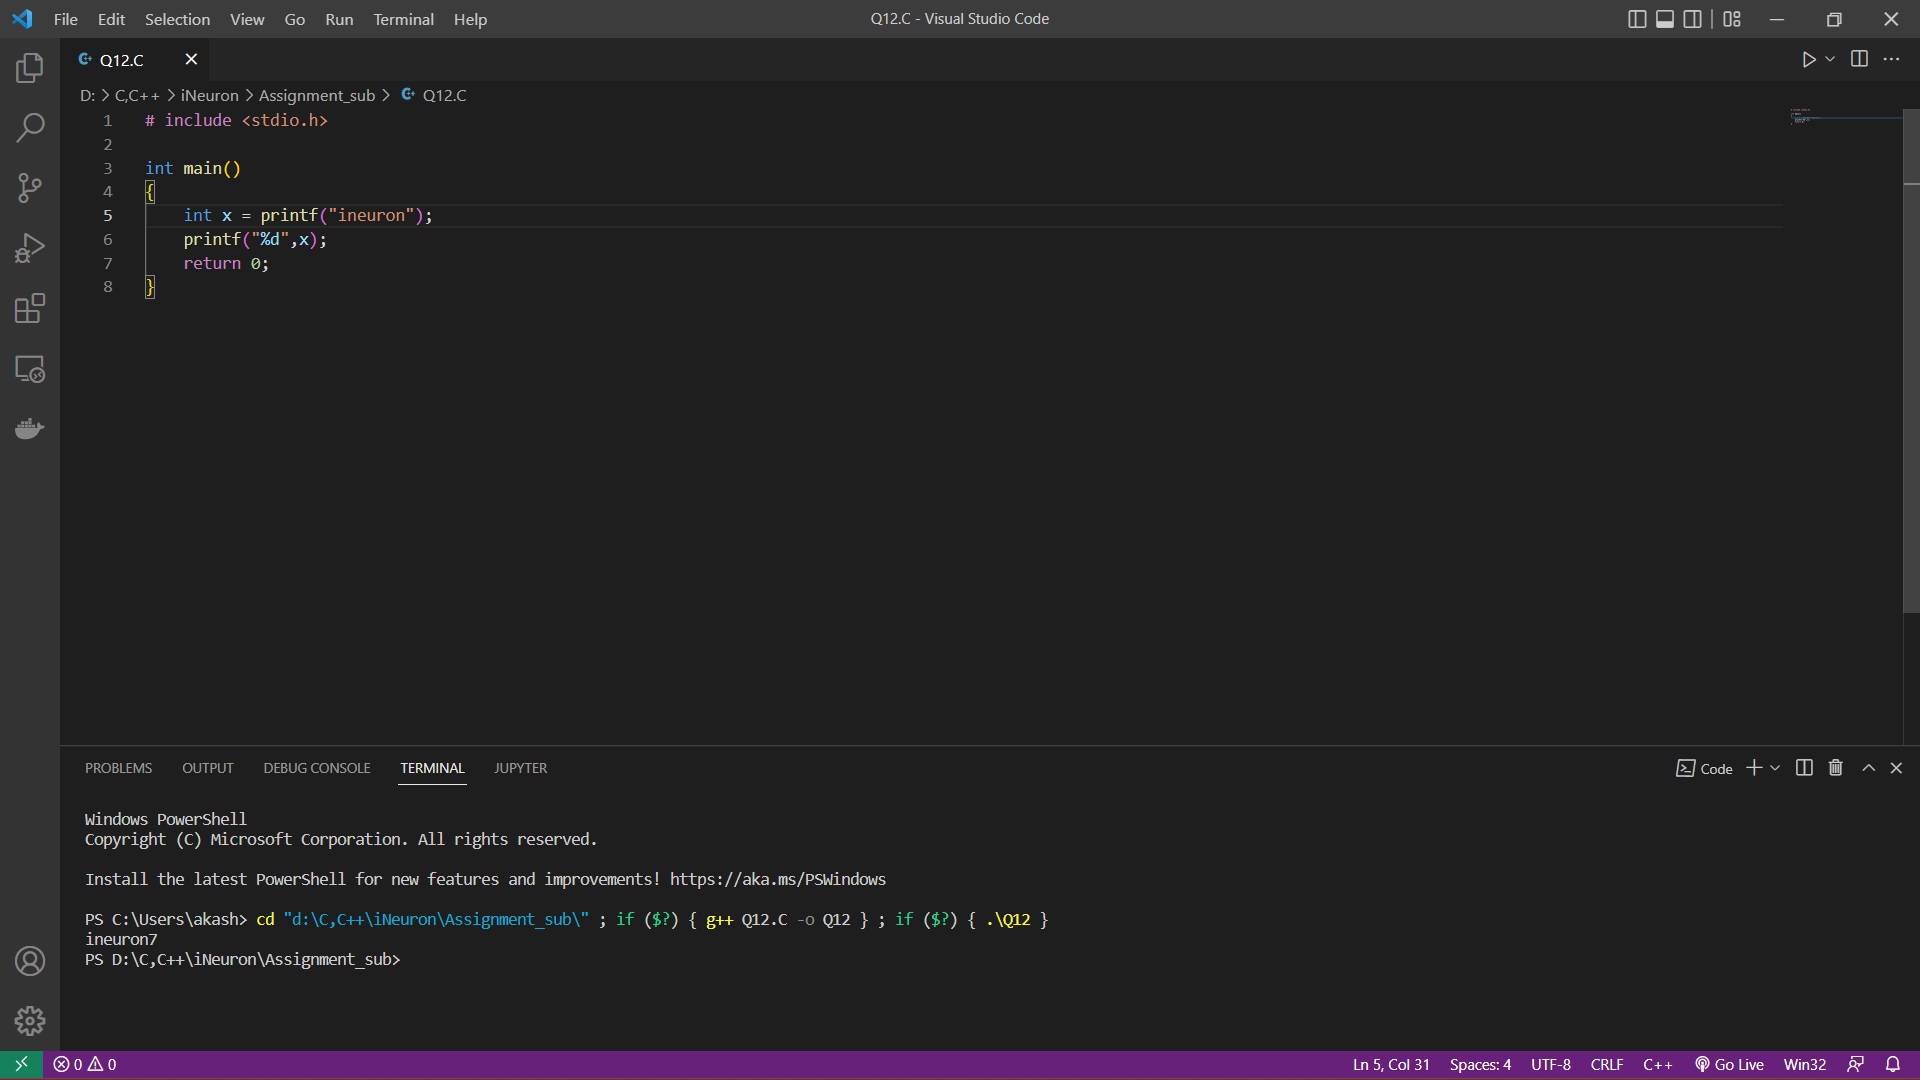 File Edit Selection View Go Run Terminal Help Q12.C - Visual Studio Code
Q12.C
D: > C,C++ > iNeuron > Assignment_sub > Q12.C
1 # include <stdio.h>
2
3 int main()
4 {
5 int x = printf("ineuron");
6 printf("%d",x);
7 return 0;
8 }
PROBLEMS OUTPUT DEBUG CONSOLE TERMINAL JUPYTER Code
Windows PowerShell
Copyright (C) Microsoft Corporation. All rights reserved.
Install the latest PowerShell for new features and improvements! https://aka.ms/PSWindows
PS C:\Users\akash> cd "d:\C,C++\iNeuron\Assignment_sub\" ; if ($?) { g++ Q12.C -o Q12 } ; if ($?) { .\Q12 }
ineuron7
PS D:\C,C++\iNeuron\Assignment_sub>
0 0 Ln 5, Col 31 Spaces: 4 UTF-8 CRLF C++ Go Live Win32